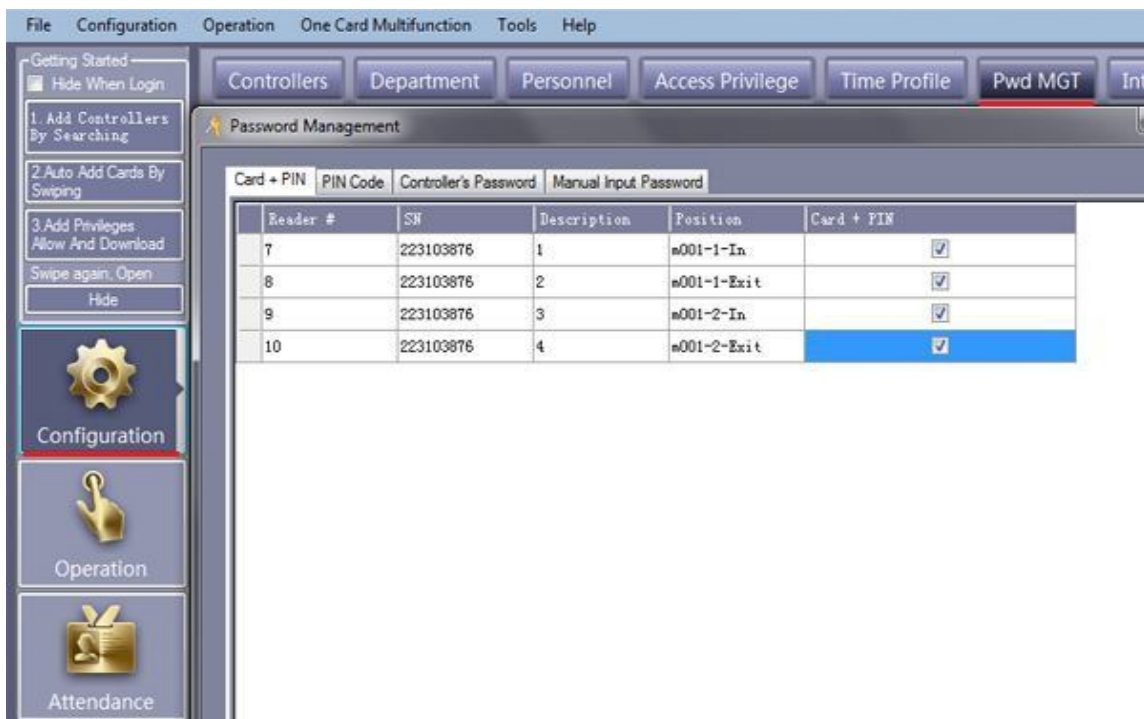 File Configuration Operation One Card Multifunction Tools Help
Getting Started
Hide When Login
1. Add Controllers By Searching
2.Auto Add Cards By Swiping
3.Add Privileges Allow And Download
Swipe again, Open
Hide
Configuration
Operation
Attendance
Controllers Department Personnel Access Privilege Time Profile Pwd MGT Int
Password Management
Card + PIN PIN Code Controller's Password Manual Input Password
Reader # SN Description Position Card + PIN
7 223103876 1 m001-1-In
8 223103876 2 m001-1-Exit
9 223103876 3 m001-2-In
10 223103876 4 m001-2-Exit